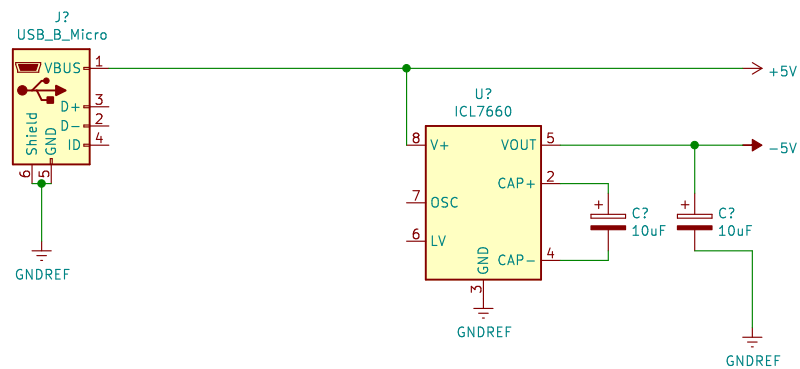 J?
USB_B_Micro
VBUS 1
D+ 3
D- 2
ID 4
Shield
GND
6
5
GNDREF
+5V
U?
ICL7660
8 V+
VOUT 5
-5V
CAP+ 2
7 OSC
C?
10uF
C?
10uF
6 LV
CAP- 4
GND
3
GNDREF
GNDREF